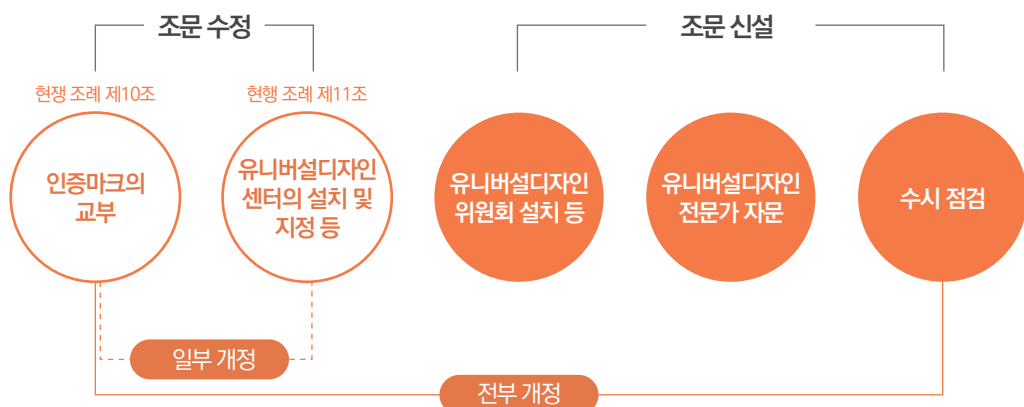 조문 수정
조문 신설
현쟁 조례 제10조
현행 조례 제11조
인증마크의
교부
유니버설디자인
센터의 설치 및
지정 등
유니버설디자인
위원회 설치 등
유니버설디자인
전문가 자문
수시 점검
일부 개정
전부 개정